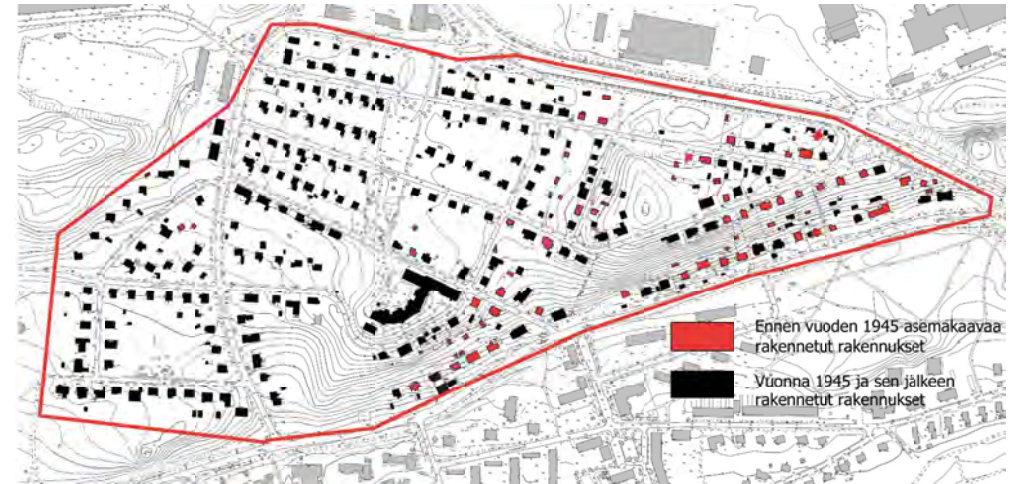 Ennen vuoden 1945 asemakaavaa
rakennetut rakennukset
Vuonna 1945 ja sen jälkeen
rakennetut rakennukset